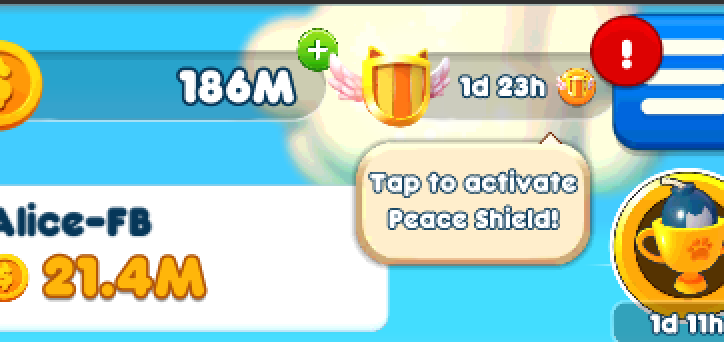 186M
1d 23h
!
Tap to activate
Peace Shield!
Alice-FB
21.4M
1d 11h